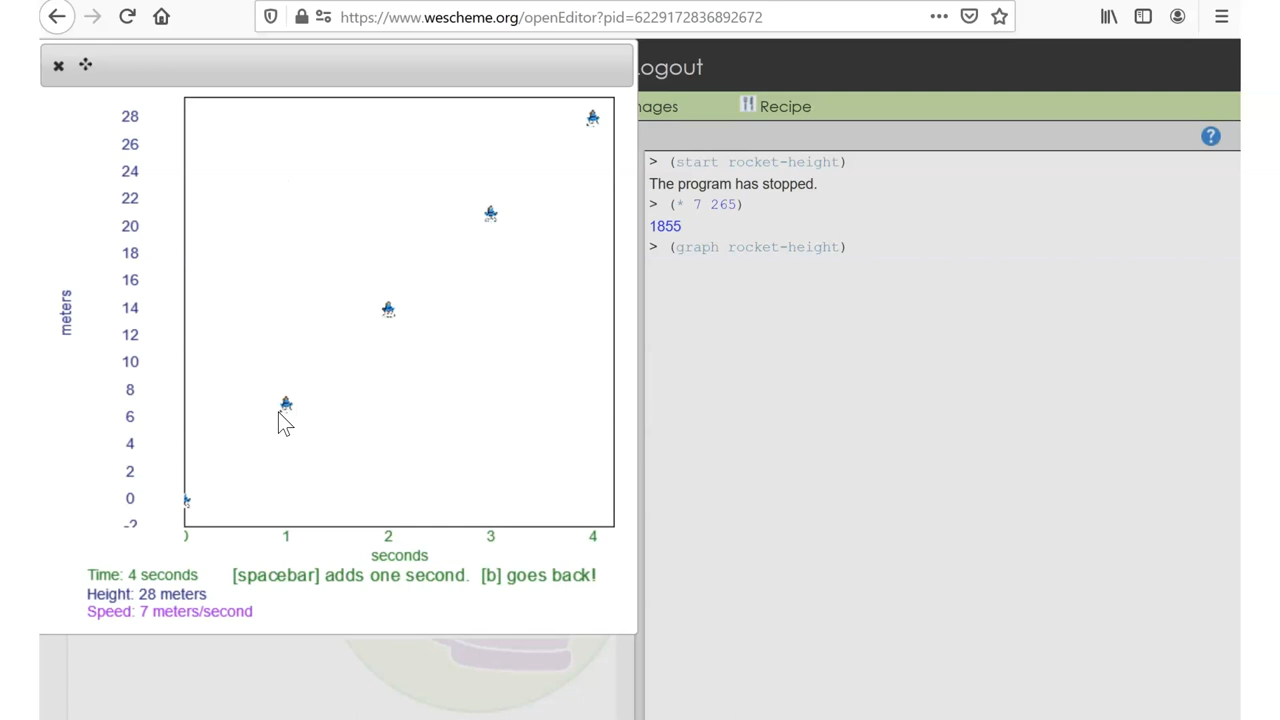 https://www.wescheme.org/openEditor?pid=6229172836892672
ogout
ages
Recipe
?
> (start rocket-height)
The program has stopped.
> (* 7 265)
1855
> (graph rocket-height)
28
26
24
22
20
18
16
14
12
10
8
6
4
2
0
-2
meters
0 1 2 3 4
seconds
Time: 4 seconds
[spacebar] adds one second. [b] goes back!
Height: 28 meters
Speed: 7 meters/second